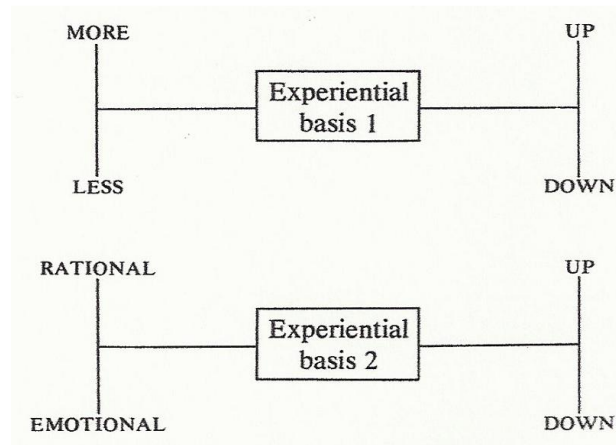 MORE UP
Experiential
basis 1
LESS DOWN
RATIONAL UP
Experiential
basis 2
EMOTIONAL DOWN